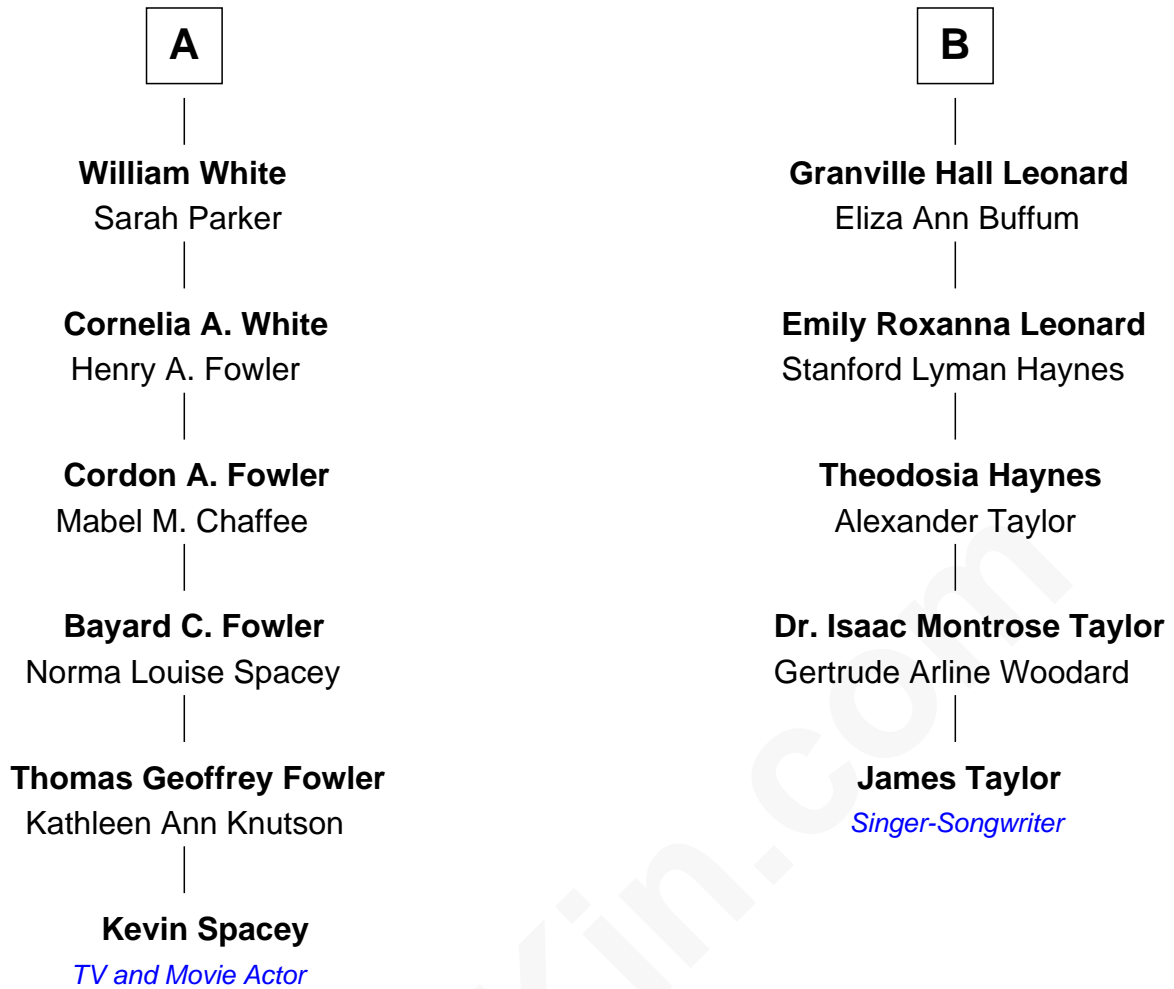 A
William White
Sarah Parker
Cornelia A. White
Henry A. Fowler
Cordon A. Fowler
Mabel M. Chaffee
Bayard C. Fowler
Norma Louise Spacey
Thomas Geoffrey Fowler
Kathleen Ann Knutson
Kevin Spacey
TV and Movie Actor
B
Granville Hall Leonard
Eliza Ann Buffum
Emily Roxanna Leonard
Stanford Lyman Haynes
Theodosia Haynes
Alexander Taylor
Dr. Isaac Montrose Taylor
Gertrude Arline Woodard
James Taylor
Singer-Songwriter
Kin.com